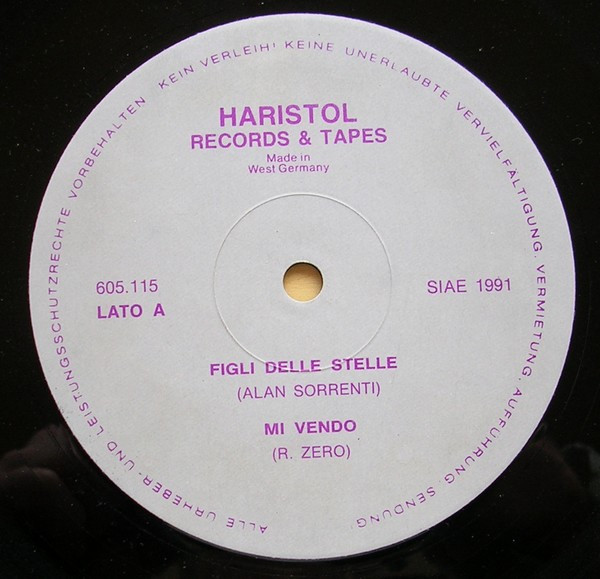 ALLE URHEBER- UND LEISTUNGSSCHUTZRECHTE VORBEHALTEN KEIN VERLEIH! KEINE UNERLAUBTE VERVIELFÄLTIGUNG, VERMIETUNG, AUFFÜHRUNG, SENDUNG!
HARISTOL
RECORDS & TAPES
Made in
West Germany
605.115
LATO A
SIAE 1991
FIGLI DELLE STELLE
(ALAN SORRENTI)
MI VENDO
(R. ZERO)